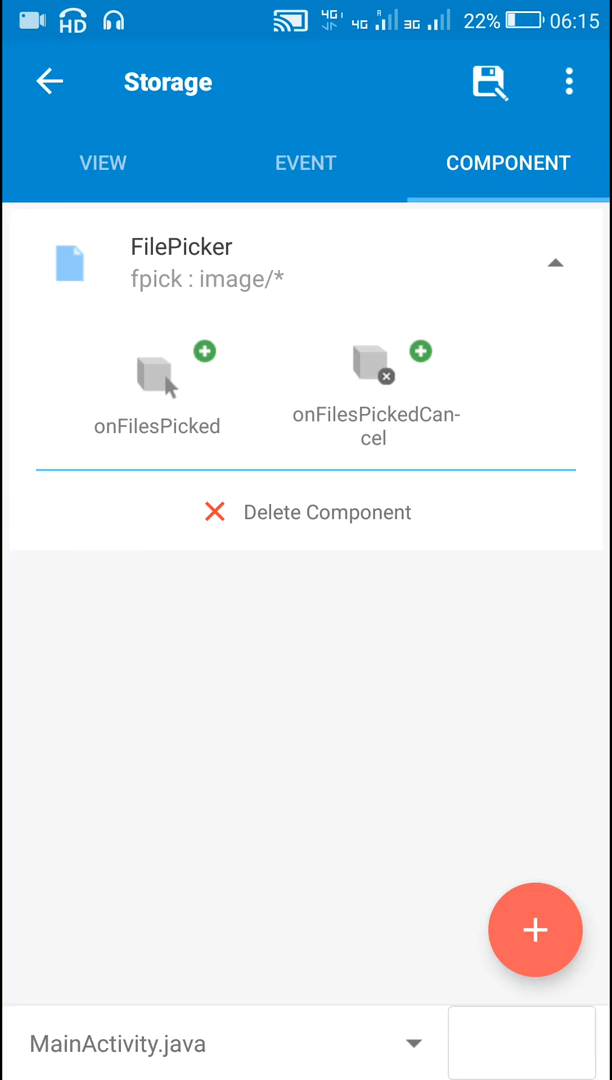 HD 4G 4G R 3G 22% 06:15
Storage
VIEW EVENT COMPONENT
FilePicker
fpick : image/*
onFilesPicked
onFilesPickedCan-
cel
Delete Component
MainActivity.java